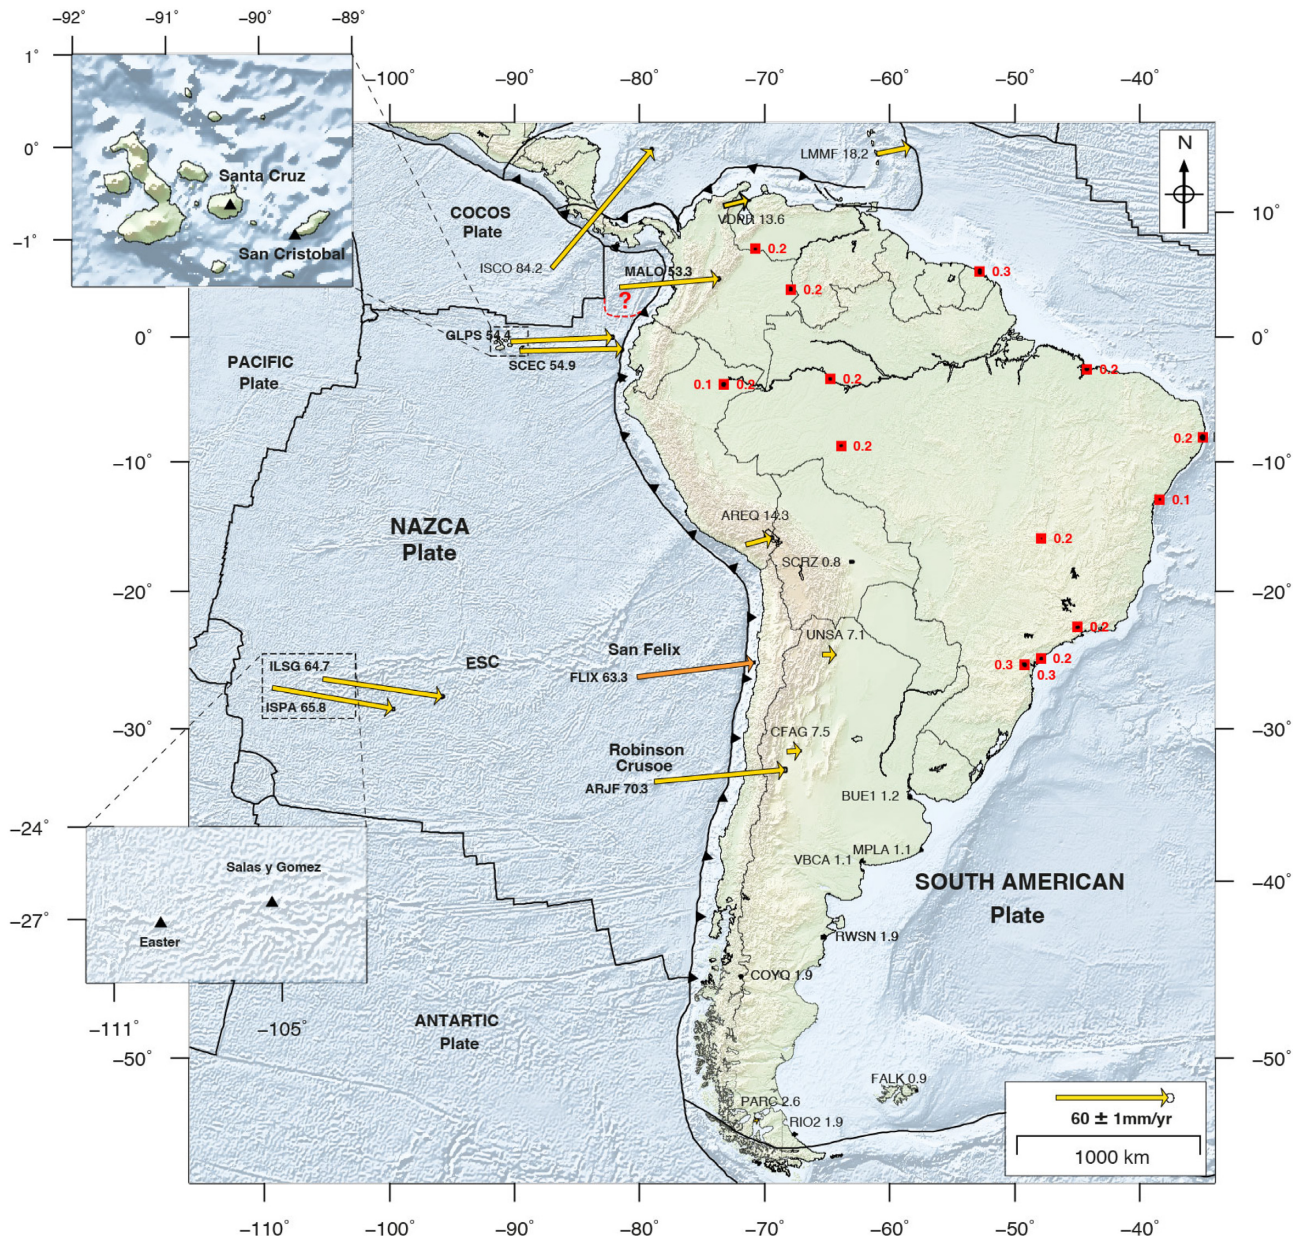 −92° −91° −90° −89°
1°
0°
−1°
−100° −90° −80° −70° −60° −50° −40°
Santa Cruz
San Cristobal
LMMF 18.2
N
COCOS
Plate
VDPR 13.6
10°
10°
ISCO 84.2
MALO 53.3
0.2
0.2
0.3
?
0°
0°
GLPS 54.4
SCEC 54.9
PACIFIC
Plate
0.1 0.2
0.2
0.2
0.2
0.2
−10°
−10°
0.1
NAZCA
Plate
AREQ 14.3
0.2
SCRZ 0.8
−20°
−20°
UNSA 7.1
0.2
San Felix
FLIX 63.3
ILSG 64.7
ESC
0.3
0.2
0.3
ISPA 65.8
−30°
−30°
CFAG 7.5
Robinson
Crusoe
ARJF 70.3
BUE1 1.2
−24°
VBCA 1.1
MPLA 1.1
Salas y Gomez
SOUTH AMERICAN
Plate
−40°
−27°
Easter
RWSN 1.9
COYQ 1.9
−111° −105°
ANTARTIC
Plate
−50°
−50°
FALK 0.9
PARC 2.6
RIO2 1.9
60 ± 1mm/yr
1000 km
−110° −100° −90° −80° −70° −60° −50° −40°